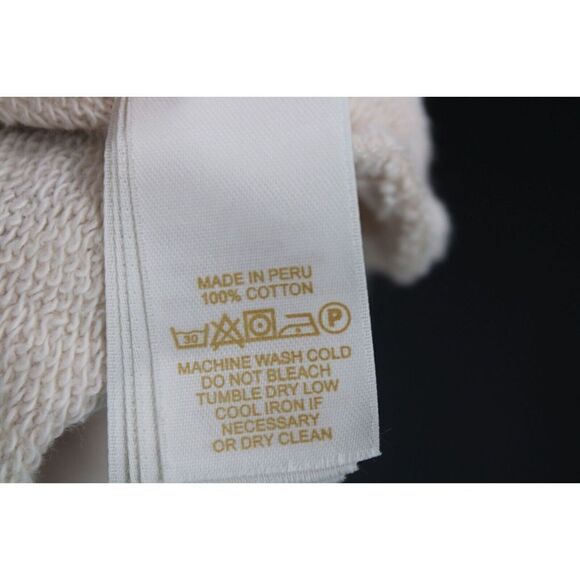 MADE IN PERU
100% COTTON
30 P
MACHINE WASH COLD
DO NOT BLEACH
TUMBLE DRY LOW
COOL IRON IF
NECESSARY
OR DRY CLEAN